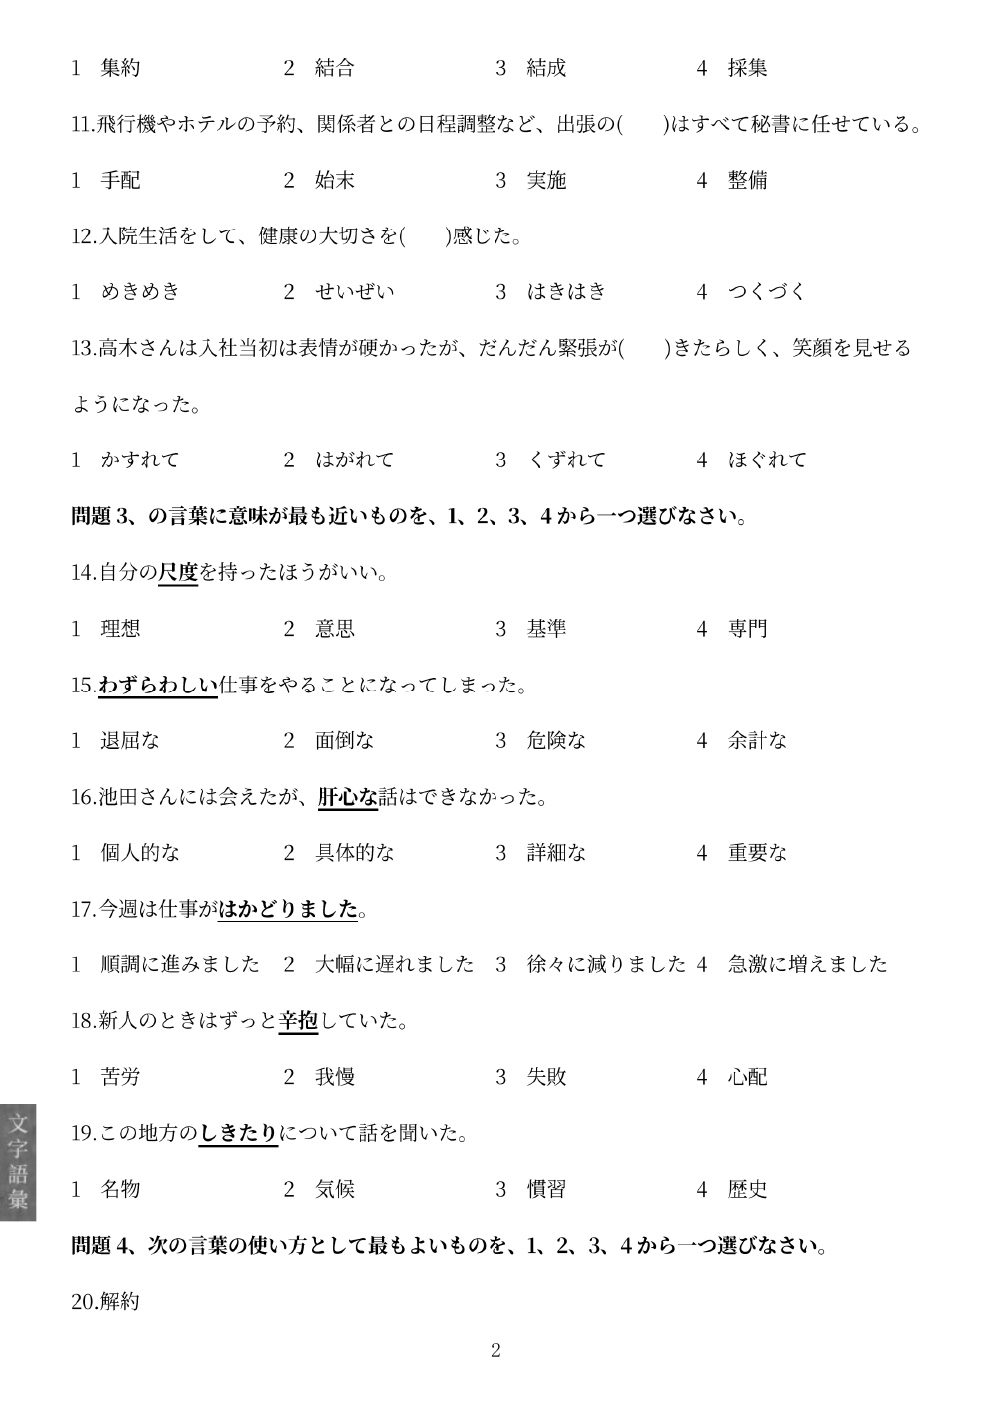 1 集約 2 結合 3 結成 4 採集
11.飛行機やホテルの予約、関係者との日程調整など、出張の(　　)はすべて秘書に任せている。
1 手配 2 始末 3 実施 4 整備
12.入院生活をして、健康の大切さを(　　)感じた。
1 めきめき 2 せいぜい 3 はきはき 4 つくづく
13.高木さんは入社当初は表情が硬かったが、だんだん緊張が(　　)きたらしく、笑顔を見せる
ようになった。
1 かすれて 2 はがれて 3 くずれて 4 ほぐれて
問題 3、の言葉に意味が最も近いものを、1、2、3、4 から一つ選びなさい。
14.自分の尺度を持ったほうがいい。
1 理想 2 意思 3 基準 4 専門
15.わずらわしい仕事をやることになってしまった。
1 退屈な 2 面倒な 3 危険な 4 余計な
16.池田さんには会えたが、肝心な話はできなかった。
1 個人的な 2 具体的な 3 詳細な 4 重要な
17.今週は仕事がはかどりました。
1 順調に進みました 2 大幅に遅れました 3 徐々に減りました 4 急激に増えました
18.新人のときはずっと辛抱していた。
1 苦労 2 我慢 3 失敗 4 心配
19.この地方のしきたりについて話を聞いた。
1 名物 2 気候 3 慣習 4 歴史
問題 4、次の言葉の使い方として最もよいものを、1、2、3、4 から一つ選びなさい。
20.解約
文字語彙
2